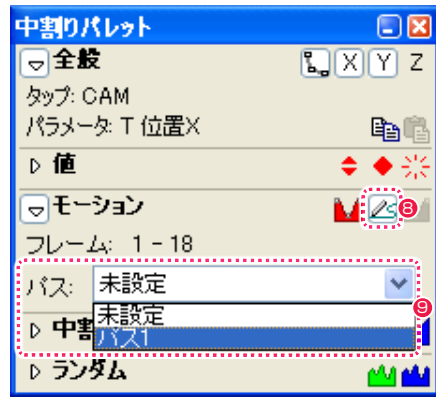 中割りパレット
全般 X Y Z
タップ: CAM
パラメータ: T 位置X
値
モーション 8
フレーム: 1 - 18
パス: 未設定
9
未設定
パス1
ランダム